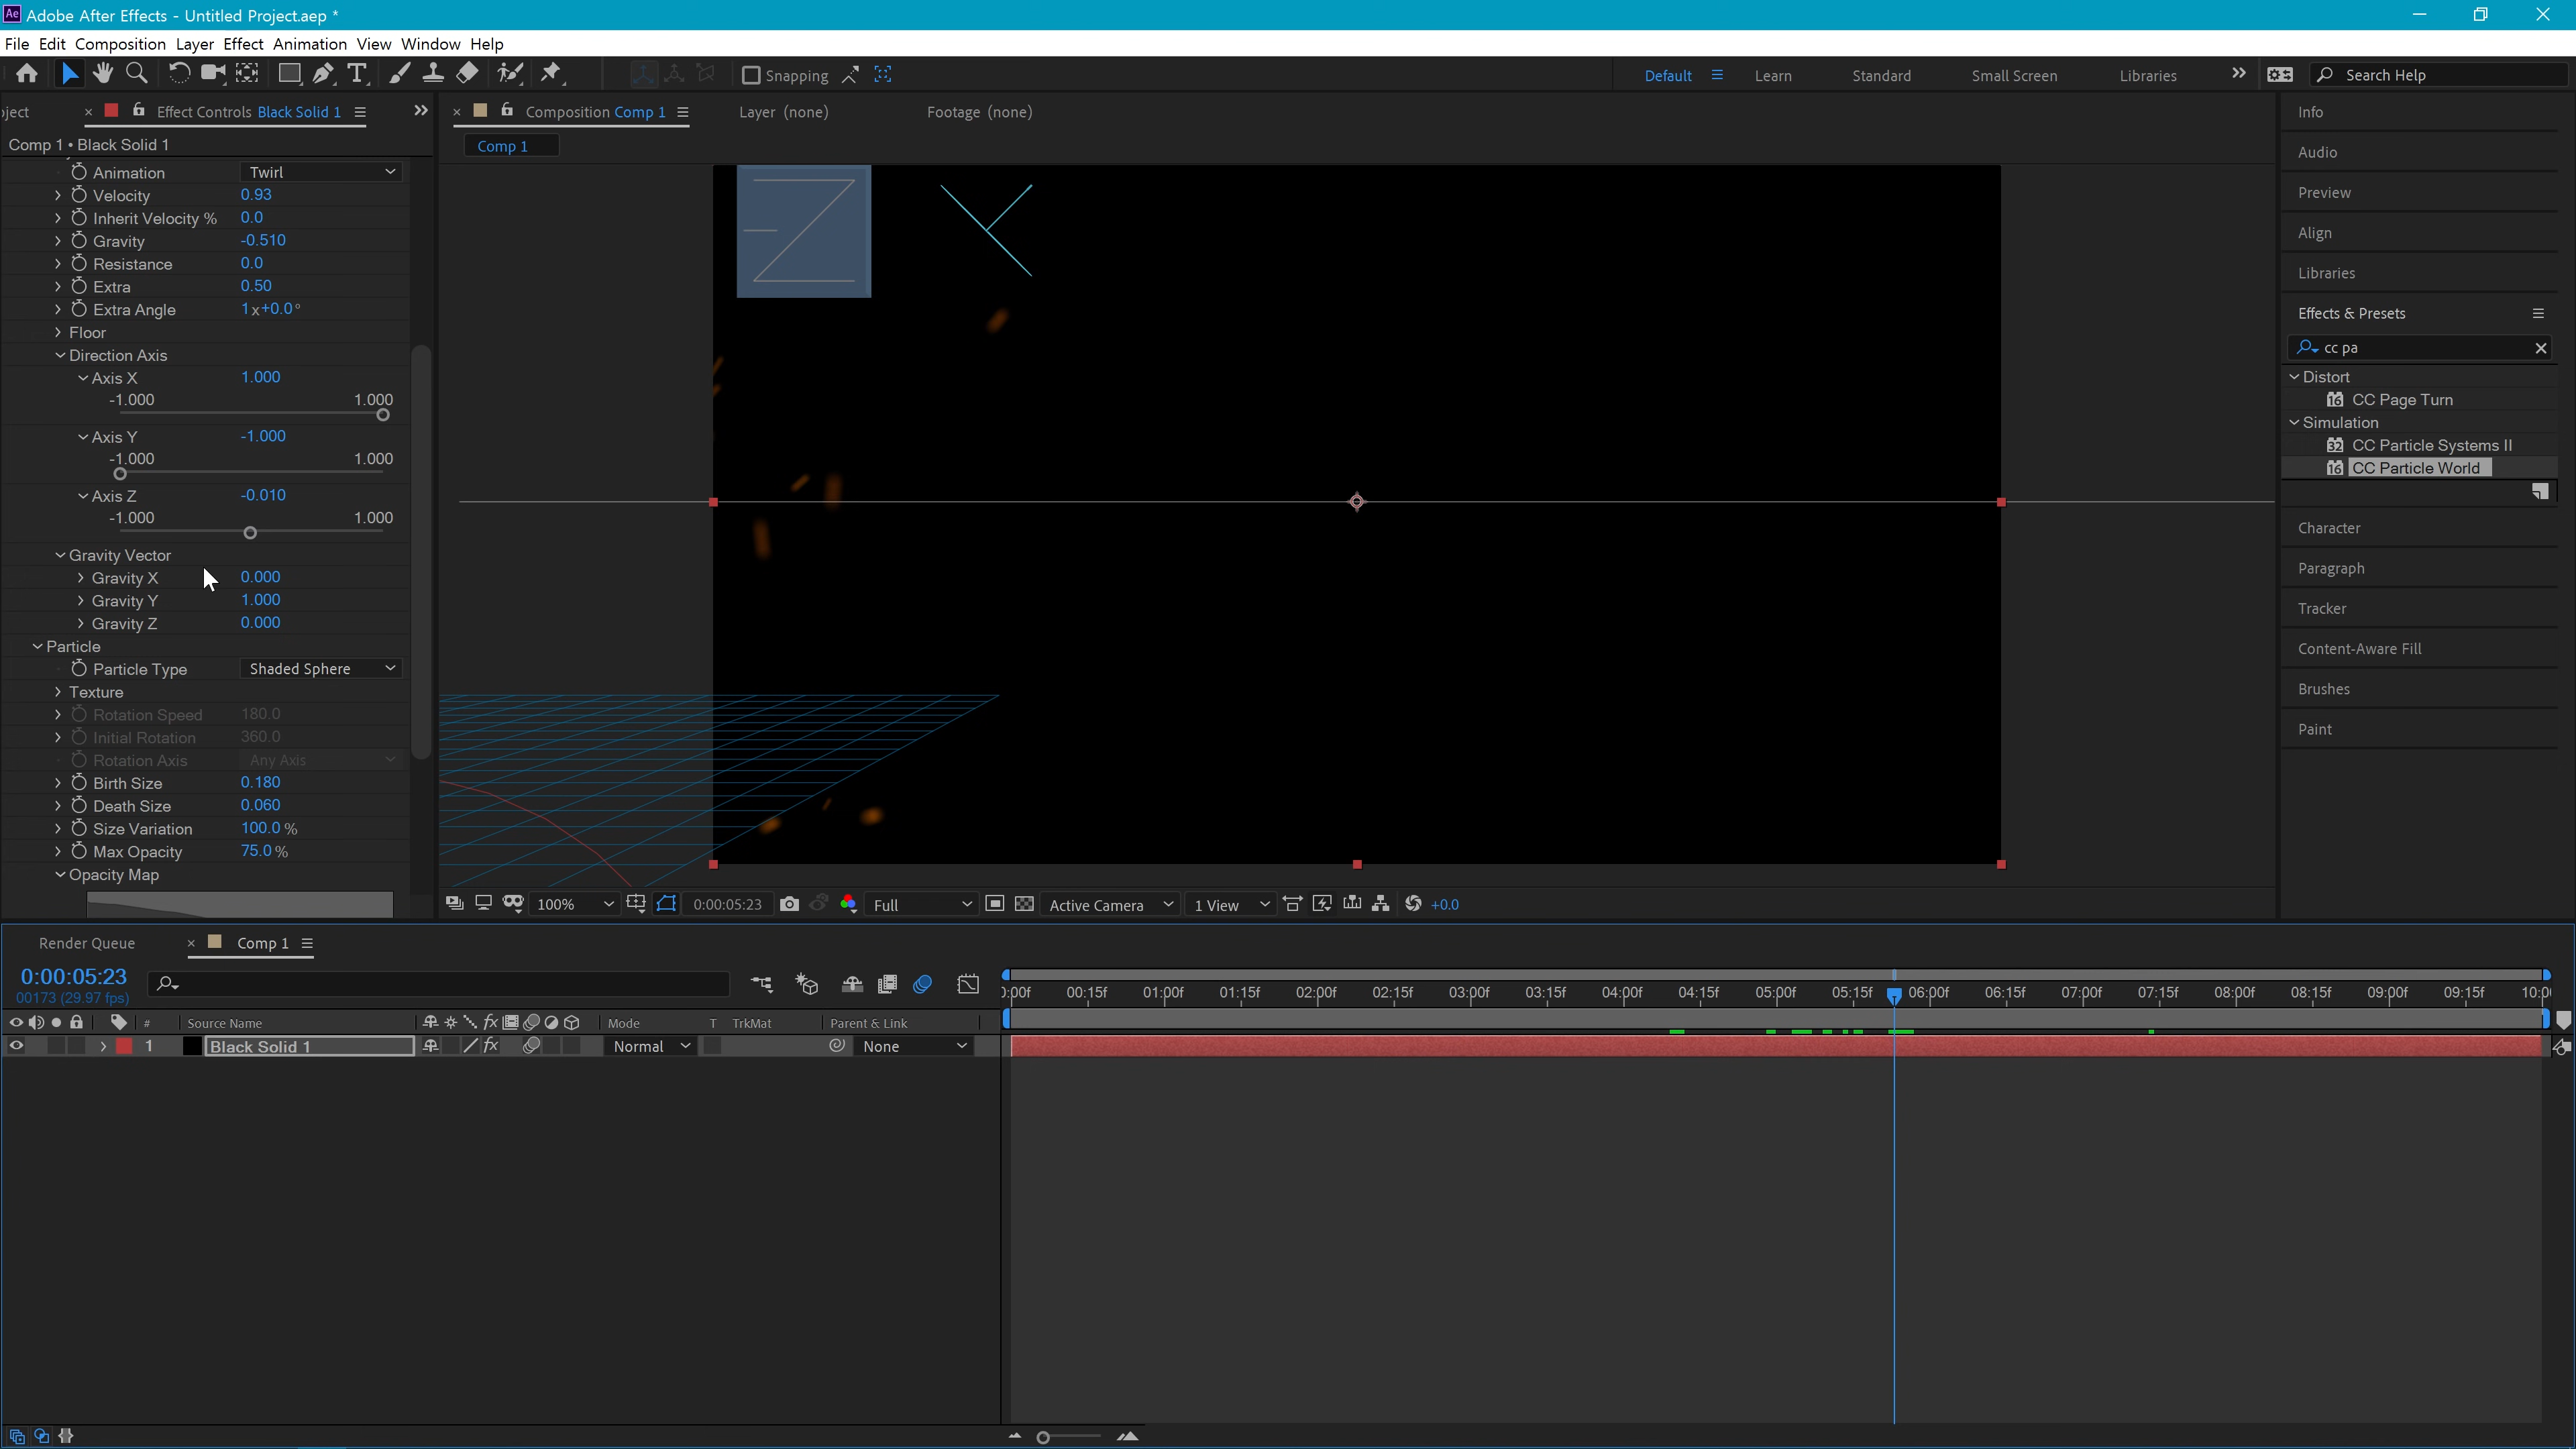 Ae Adobe After Effects - Untitled Project.aep *
File Edit Composition Layer Effect Animation View Window Help
Snapping
Default Learn Standard Small Screen Libraries Search Help
oject Effect Controls Black Solid 1
Comp 1 • Black Solid 1
Animation Twirl
Velocity 0.93
Inherit Velocity % 0.0
Gravity -0.510
Resistance 0.0
Extra 0.50
Extra Angle 1x+0.0°
Floor
Direction Axis
Axis X 1.000
-1.000 1.000
Axis Y -1.000
-1.000 1.000
Axis Z -0.010
-1.000 1.000
Gravity Vector
Gravity X 0.000
Gravity Y 1.000
Gravity Z 0.000
Particle
Particle Type Shaded Sphere
Texture
Rotation Speed 180.0
Initial Rotation 360.0
Rotation Axis Any Axis
Birth Size 0.180
Death Size 0.060
Size Variation 100.0 %
Max Opacity 75.0 %
Opacity Map
Composition Comp 1 Layer (none) Footage (none)
Comp 1
100% 0:00:05:23 Full Active Camera 1 View +0.0
Info
Audio
Preview
Align
Libraries
Effects & Presets
cc pa
Distort
16 CC Page Turn
Simulation
32 CC Particle Systems II
16 CC Particle World
Character
Paragraph
Tracker
Content-Aware Fill
Brushes
Paint
Render Queue Comp 1
0:00:05:23
00173 (29.97 fps)
):00f 00:15f 01:00f 01:15f 02:00f 02:15f 03:00f 03:15f 04:00f 04:15f 05:00f 05:15f 06:00f 06:15f 07:00f 07:15f 08:00f 08:15f 09:00f 09:15f 10:0(
# Source Name fx Mode T TrkMat Parent & Link
1 Black Solid 1 fx Normal None